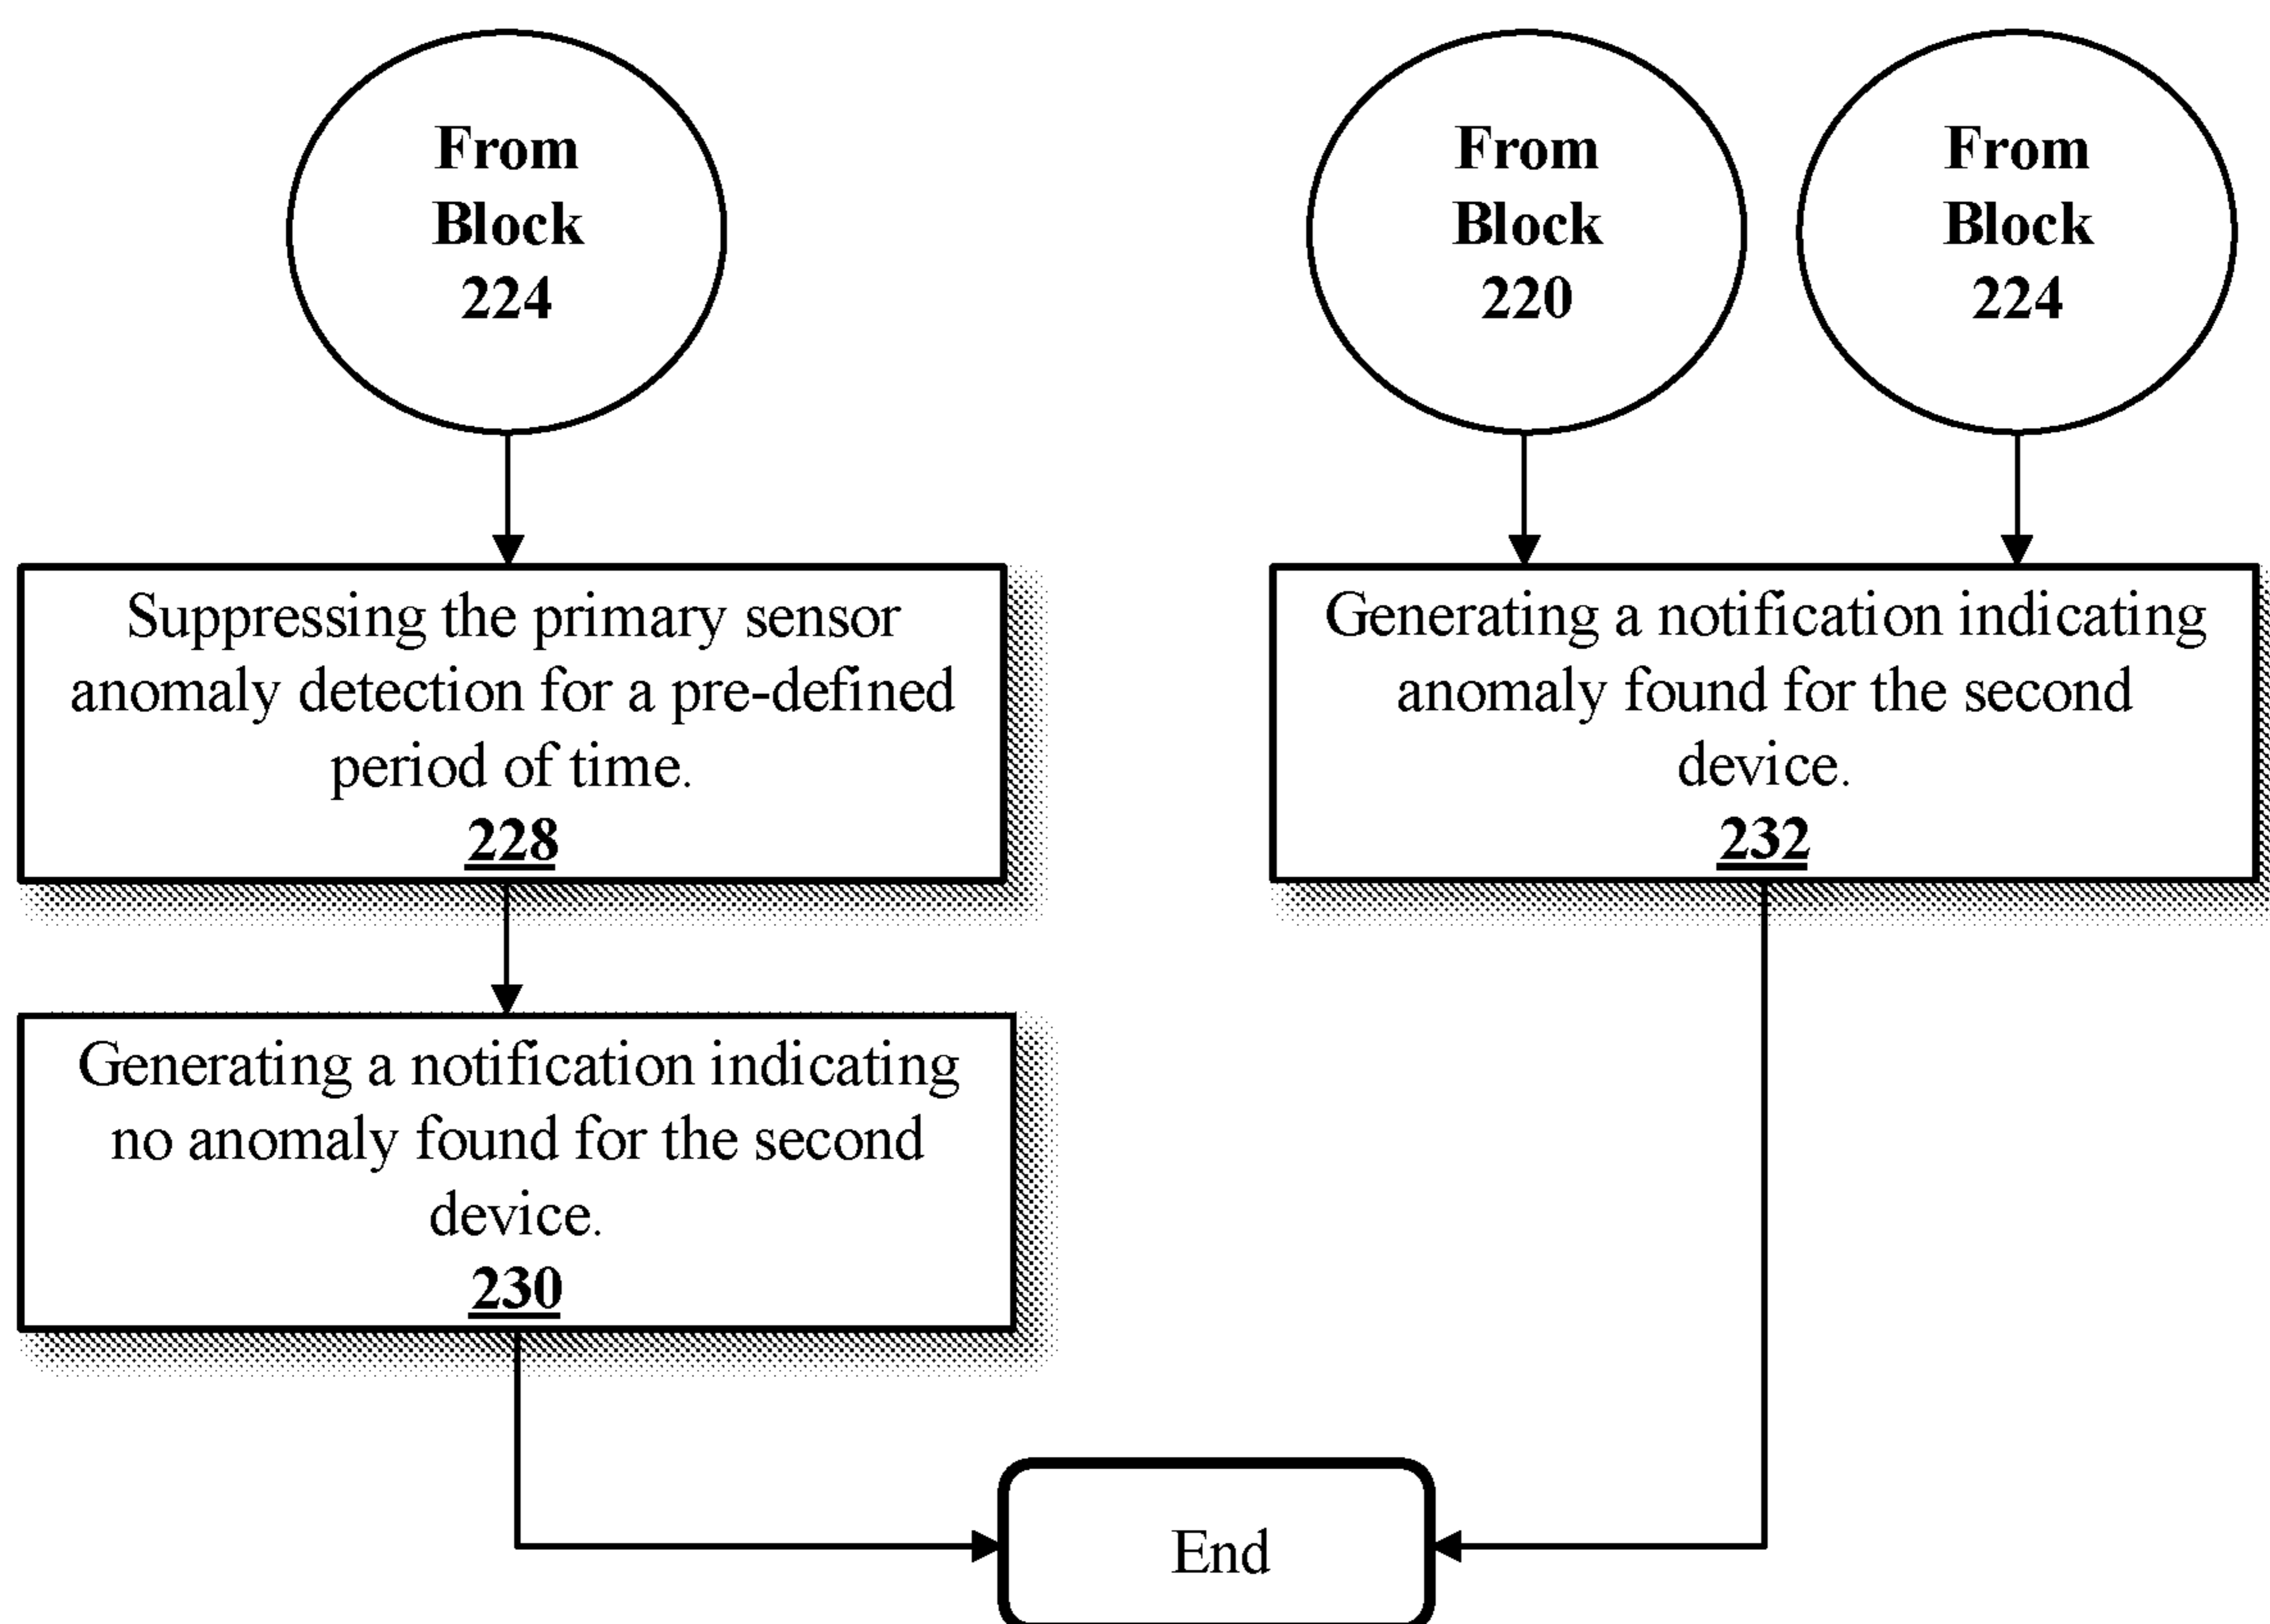 From
Block
224
From
Block
220
From
Block
224
Suppressing the primary sensor
anomaly detection for a pre-defined
period of time.
228
Generating a notification indicating
anomaly found for the second
device.
232
Generating a notification indicating
no anomaly found for the second
device.
230
End